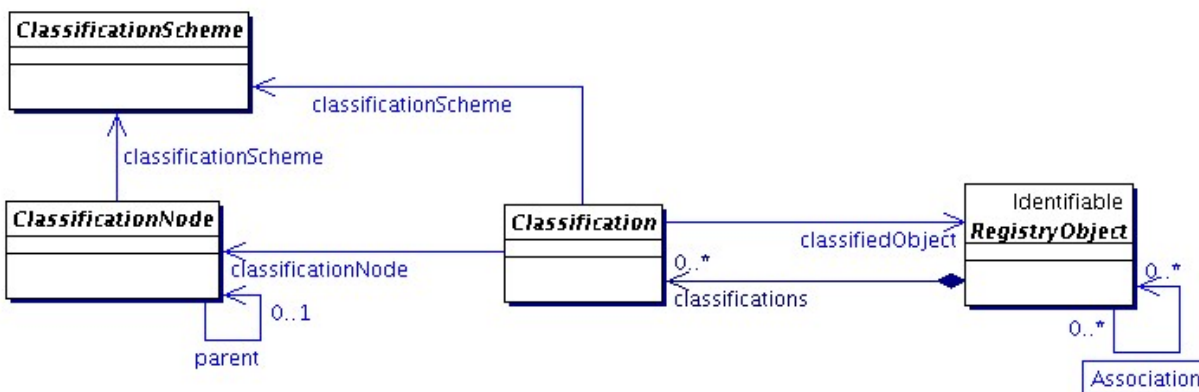 ClassificationScheme
classificationScheme
classificationScheme
ClassificationNode
Classification
Identifiable
RegistryObject
classifiedObject
classificationNode
0..*
classifications
0..*
0..1
0..*
parent
Association